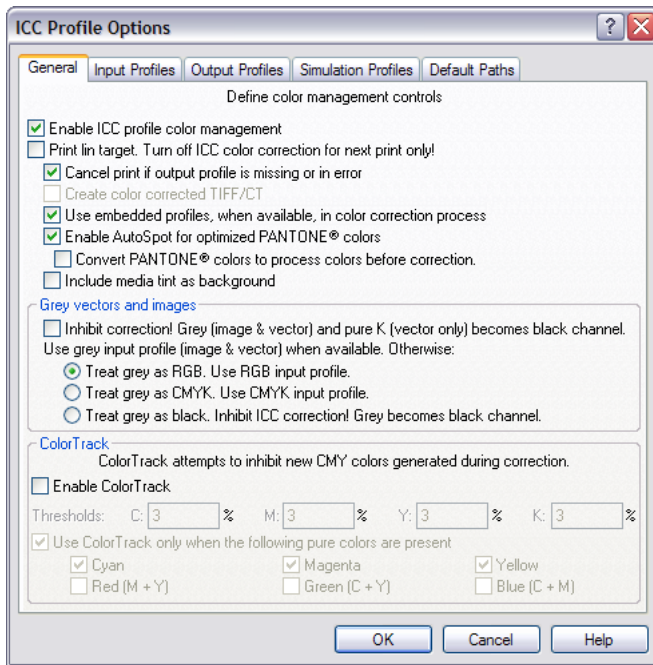 ICC Profile Options
General Input Profiles Output Profiles Simulation Profiles Default Paths
Define color management controls
Enable ICC profile color management
Print lin target. Turn off ICC color correction for next print only!
Cancel print if output profile is missing or in error
Create color corrected TIFF/CT
Use embedded profiles, when available, in color correction process
Enable AutoSpot for optimized PANTONE® colors
Convert PANTONE® colors to process colors before correction.
Include media tint as background
Grey vectors and images
Inhibit correction! Grey (image & vector) and pure K (vector only) becomes black channel.
Use grey input profile (image & vector) when available. Otherwise:
Treat grey as RGB. Use RGB input profile.
Treat grey as CMYK. Use CMYK input profile.
Treat grey as black. Inhibit ICC correction! Grey becomes black channel.
ColorTrack
ColorTrack attempts to inhibit new CMY colors generated during correction.
Enable ColorTrack
Thresholds: C: 3 % M: 3 % Y: 3 % K: 3 %
Use ColorTrack only when the following pure colors are present
Cyan Magenta Yellow
Red (M + Y) Green (C + Y) Blue (C + M)
OK Cancel Help